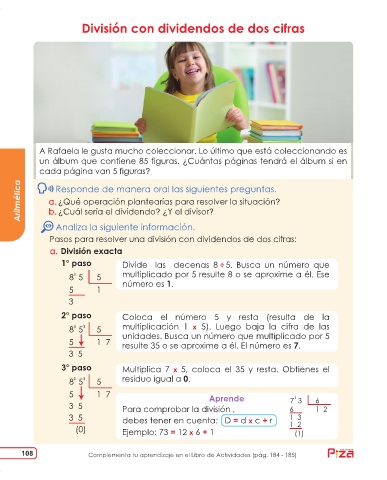 División con dividendos de dos cifras
A Rafaela le gusta mucho coleccionar. Lo último que está coleccionando es
un álbum que contiene 85 figuras. ¿Cuántas páginas tendrá el álbum si en
cada página van 5 figuras?
Aritmética
Responde de manera oral las siguientes preguntas.
a. ¿Qué operación plantearías para resolver la situación?
b. ¿Cuál sería el dividendo? ¿Y el divisor?
Analiza la siguiente información.
Pasos para resolver una división con dividendos de dos cifras:
a. División exacta
1° paso
8' 5 5
5 1
3
Divide las decenas 8÷5. Busca un número que
multiplicado por 5 resulte 8 o se aproxime a él. Ese
número es 1.
2° paso
8' 5' 5
5 1 7
3 5
Coloca el número 5 y resta (resulta de la
multiplicación 1 x 5). Luego baja la cifra de las
unidades. Busca un número que multiplicado por 5
resulte 35 o se aproxime a él. El número es 7.
3° paso
8' 5' 5
5 1 7
3 5
3 5
(0)
Multiplica 7 x 5, coloca el 35 y resta. Obtienes el
residuo igual a 0.
Aprende
Para comprobar la división ,
debes tener en cuenta: D = d x c + r
Ejemplo: 73 = 12 x 6 + 1
7' 3 6
6 1 2
1 3
1 2
(1)
108
Complementa tu aprendizaje en el Libro de Actividades (pág. 184 - 185)